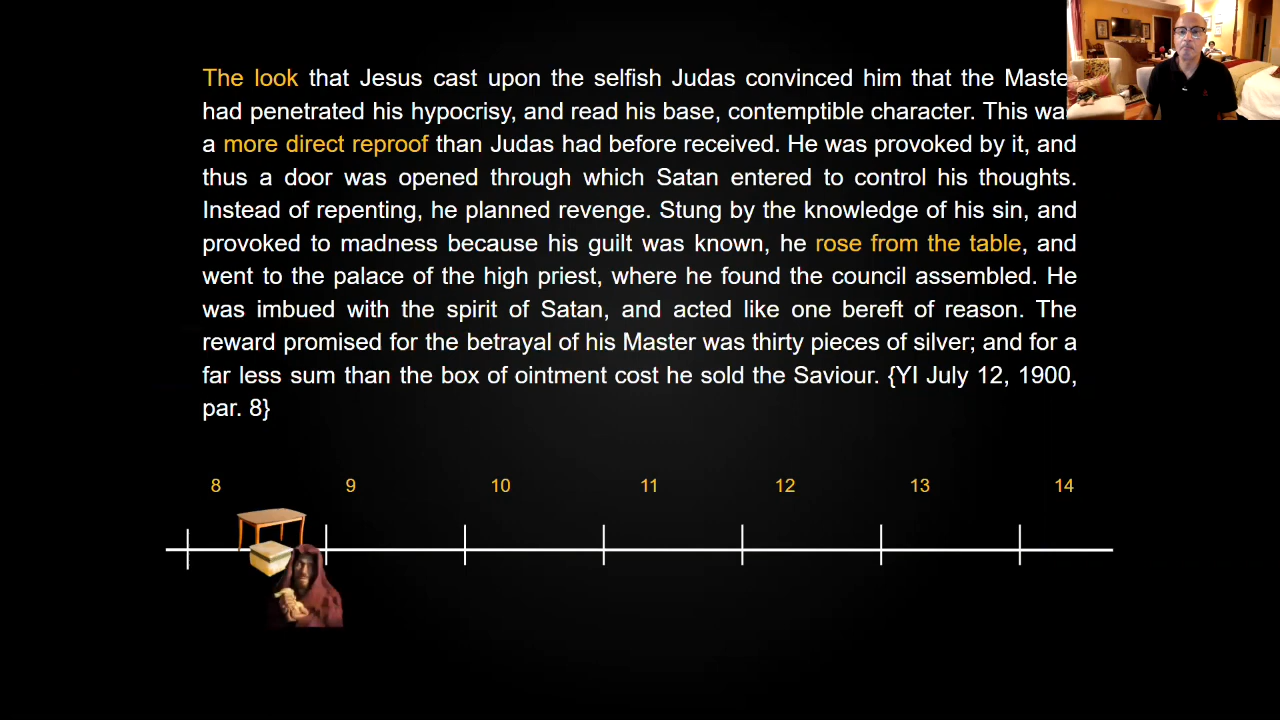 The look that Jesus cast upon the selfish Judas convinced him that the Maste
had penetrated his hypocrisy, and read his base, contemptible character. This wa
a more direct reproof than Judas had before received. He was provoked by it, and
thus a door was opened through which Satan entered to control his thoughts.
Instead of repenting, he planned revenge. Stung by the knowledge of his sin, and
provoked to madness because his guilt was known, he rose from the table, and
went to the palace of the high priest, where he found the council assembled. He
was imbued with the spirit of Satan, and acted like one bereft of reason. The
reward promised for the betrayal of his Master was thirty pieces of silver; and for a
far less sum than the box of ointment cost he sold the Saviour. {YI July 12, 1900,
par. 8}
8 9 10 11 12 13 14